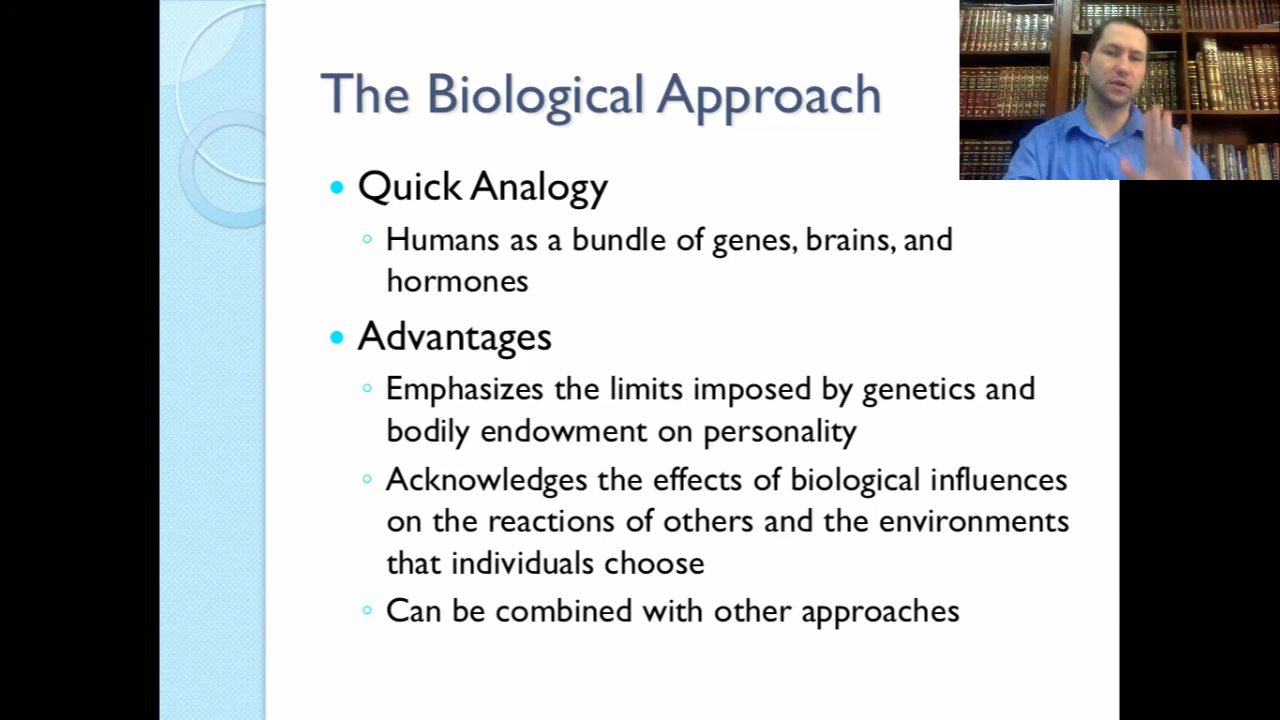 The Biological Approach
Quick Analogy
Humans as a bundle of genes, brains, and
hormones
Advantages
Emphasizes the limits imposed by genetics and
bodily endowment on personality
Acknowledges the effects of biological influences
on the reactions of others and the environments
that individuals choose
Can be combined with other approaches